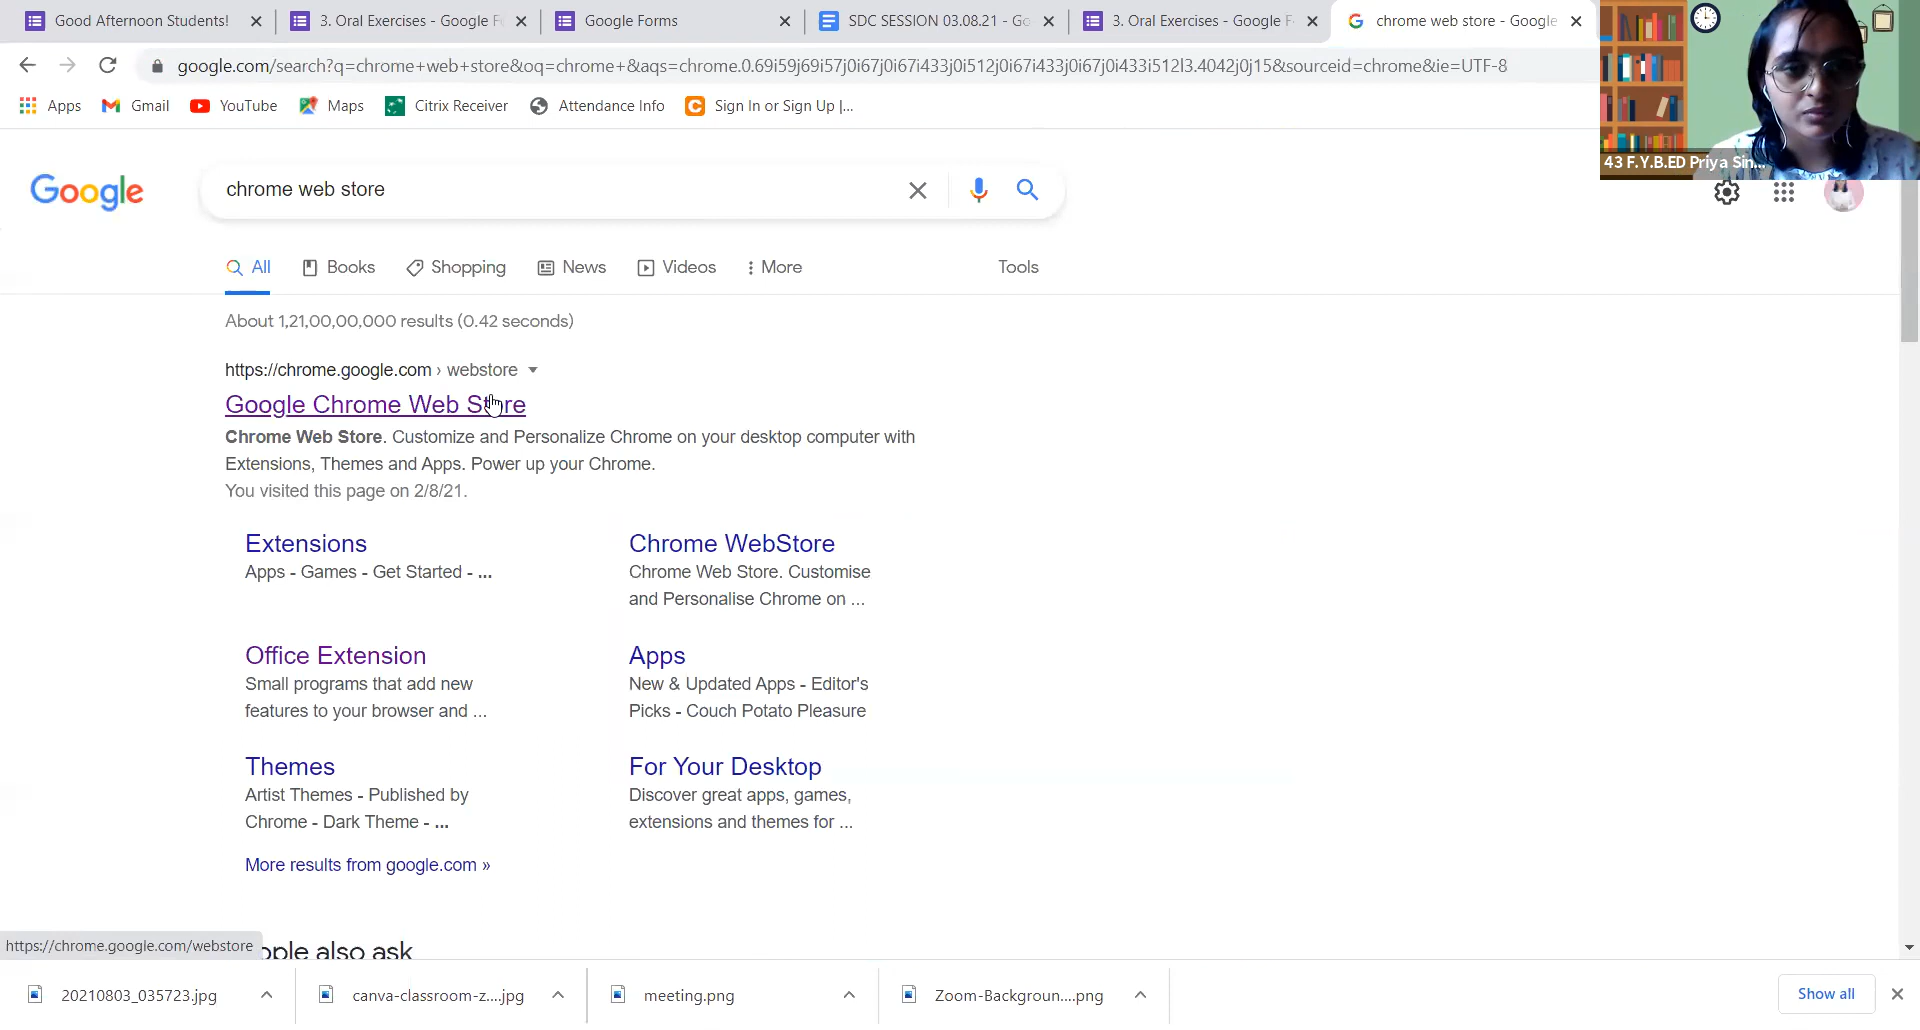 Good Afternoon Students!
3. Oral Exercises - Google F
Google Forms
SDC SESSION 03.08.21 - Go
3. Oral Exercises - Google F
chrome web store - Google
google.com/search?q=chrome+web+store&oq=chrome+&aqs=chrome.0.69i59j69i57j0i67j0i67i433j0i512j0i67i433j0i67j0i433i512l3.4042j0j15&sourceid=chrome&ie=UTF-8
Apps Gmail YouTube Maps Citrix Receiver Attendance Info Sign In or Sign Up |...
43 F.Y.B.ED Priya Sin...
Google
chrome web store
All Books Shopping News Videos More Tools
About 1,21,00,00,000 results (0.42 seconds)
https://chrome.google.com › webstore
Google Chrome Web Store
Chrome Web Store. Customize and Personalize Chrome on your desktop computer with
Extensions, Themes and Apps. Power up your Chrome.
You visited this page on 2/8/21.
Extensions
Apps - Games - Get Started - ...
Chrome WebStore
Chrome Web Store. Customise
and Personalise Chrome on ...
Office Extension
Small programs that add new
features to your browser and ...
Apps
New & Updated Apps - Editor's
Picks - Couch Potato Pleasure
Themes
Artist Themes - Published by
Chrome - Dark Theme - ...
For Your Desktop
Discover great apps, games,
extensions and themes for ...
More results from google.com »
ople also ask
https://chrome.google.com/webstore
20210803_035723.jpg
canva-classroom-z....jpg
meeting.png
Zoom-Backgroun....png
Show all